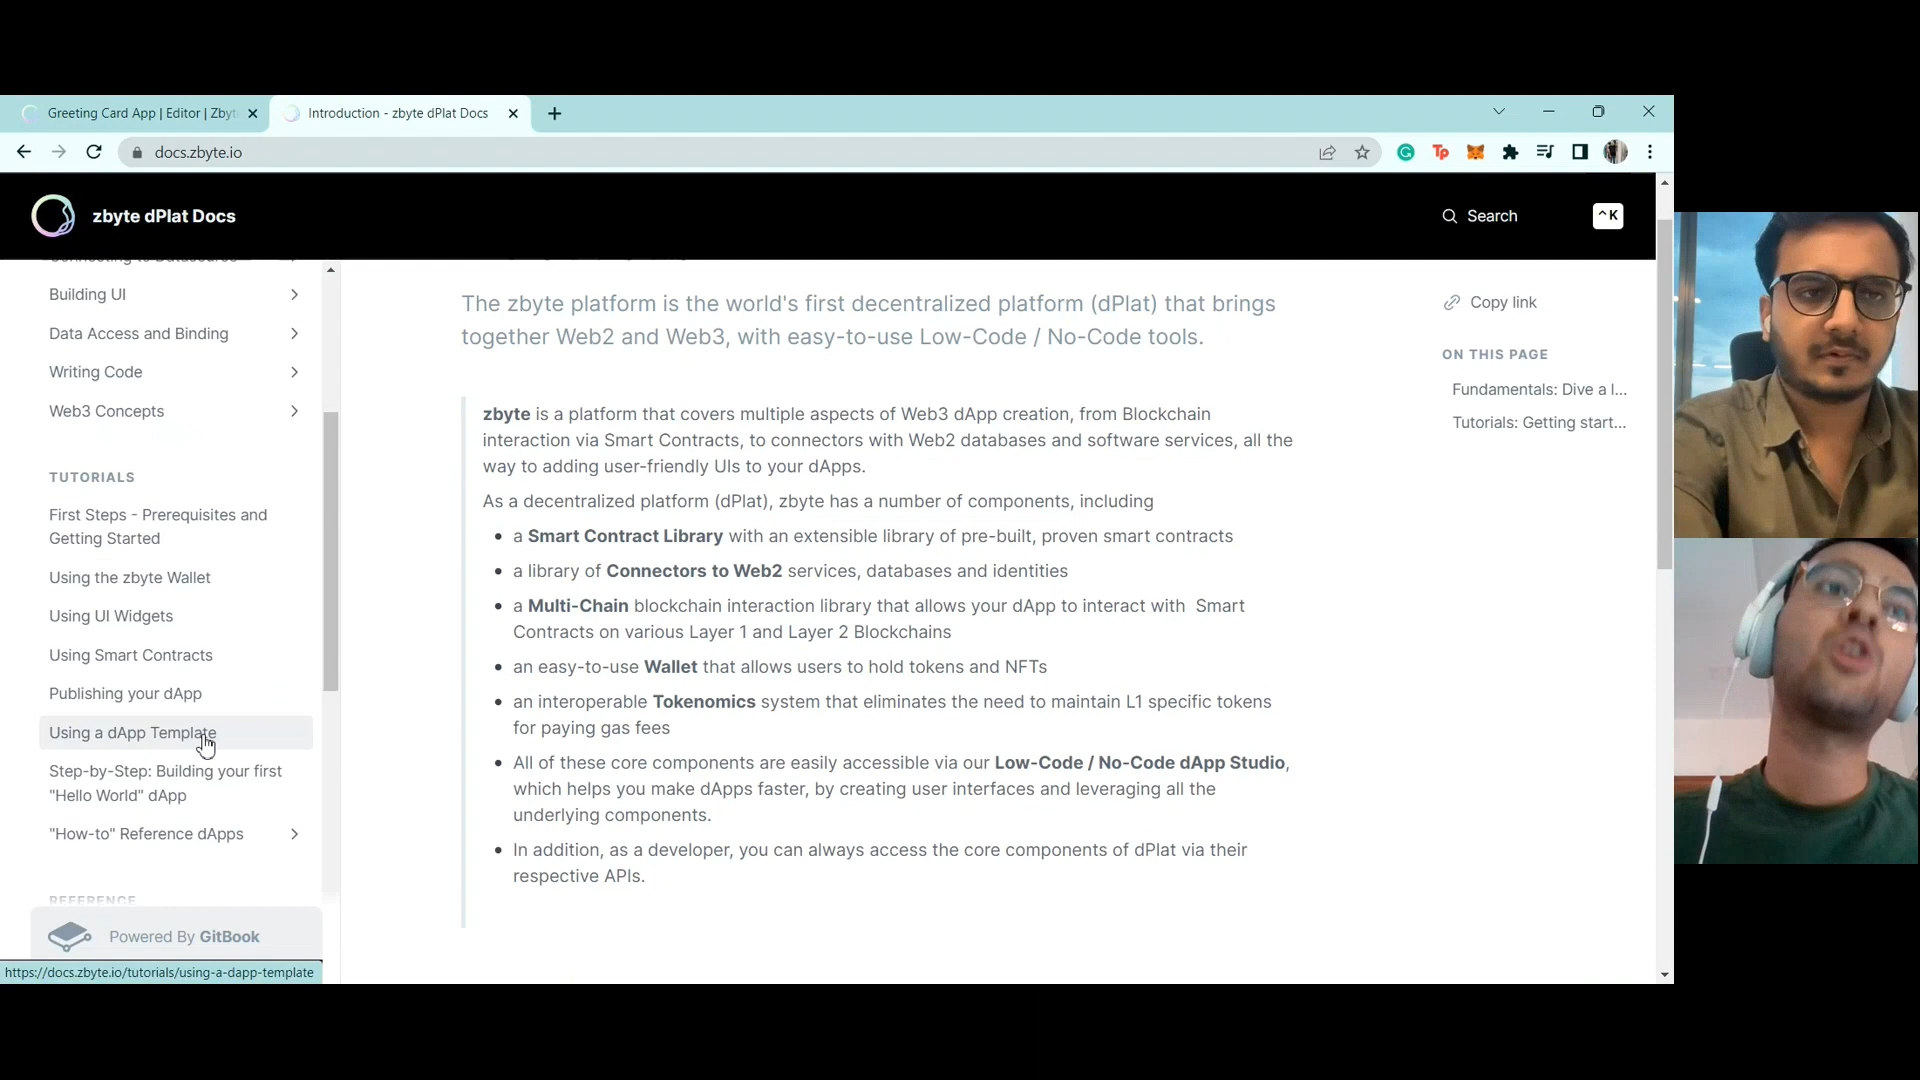 Greeting Card App | Editor | Zbyt
Introduction - zbyte dPlat Docs
docs.zbyte.io
zbyte dPlat Docs
Search
^K
Connecting to Datasource
Building UI
Data Access and Binding
Writing Code
Web3 Concepts
TUTORIALS
First Steps - Prerequisites and
Getting Started
Using the zbyte Wallet
Using UI Widgets
Using Smart Contracts
Publishing your dApp
Using a dApp Template
Step-by-Step: Building your first
"Hello World" dApp
"How-to" Reference dApps
REFERENCE
Powered By GitBook
https://docs.zbyte.io/tutorials/using-a-dapp-template
The zbyte platform is the world's first decentralized platform (dPlat) that brings
together Web2 and Web3, with easy-to-use Low-Code / No-Code tools.
zbyte is a platform that covers multiple aspects of Web3 dApp creation, from Blockchain
interaction via Smart Contracts, to connectors with Web2 databases and software services, all the
way to adding user-friendly UIs to your dApps.
As a decentralized platform (dPlat), zbyte has a number of components, including
• a Smart Contract Library with an extensible library of pre-built, proven smart contracts
• a library of Connectors to Web2 services, databases and identities
• a Multi-Chain blockchain interaction library that allows your dApp to interact with Smart
Contracts on various Layer 1 and Layer 2 Blockchains
• an easy-to-use Wallet that allows users to hold tokens and NFTs
• an interoperable Tokenomics system that eliminates the need to maintain L1 specific tokens
for paying gas fees
• All of these core components are easily accessible via our Low-Code / No-Code dApp Studio,
which helps you make dApps faster, by creating user interfaces and leveraging all the
underlying components.
• In addition, as a developer, you can always access the core components of dPlat via their
respective APIs.
Copy link
ON THIS PAGE
Fundamentals: Dive a l...
Tutorials: Getting start...